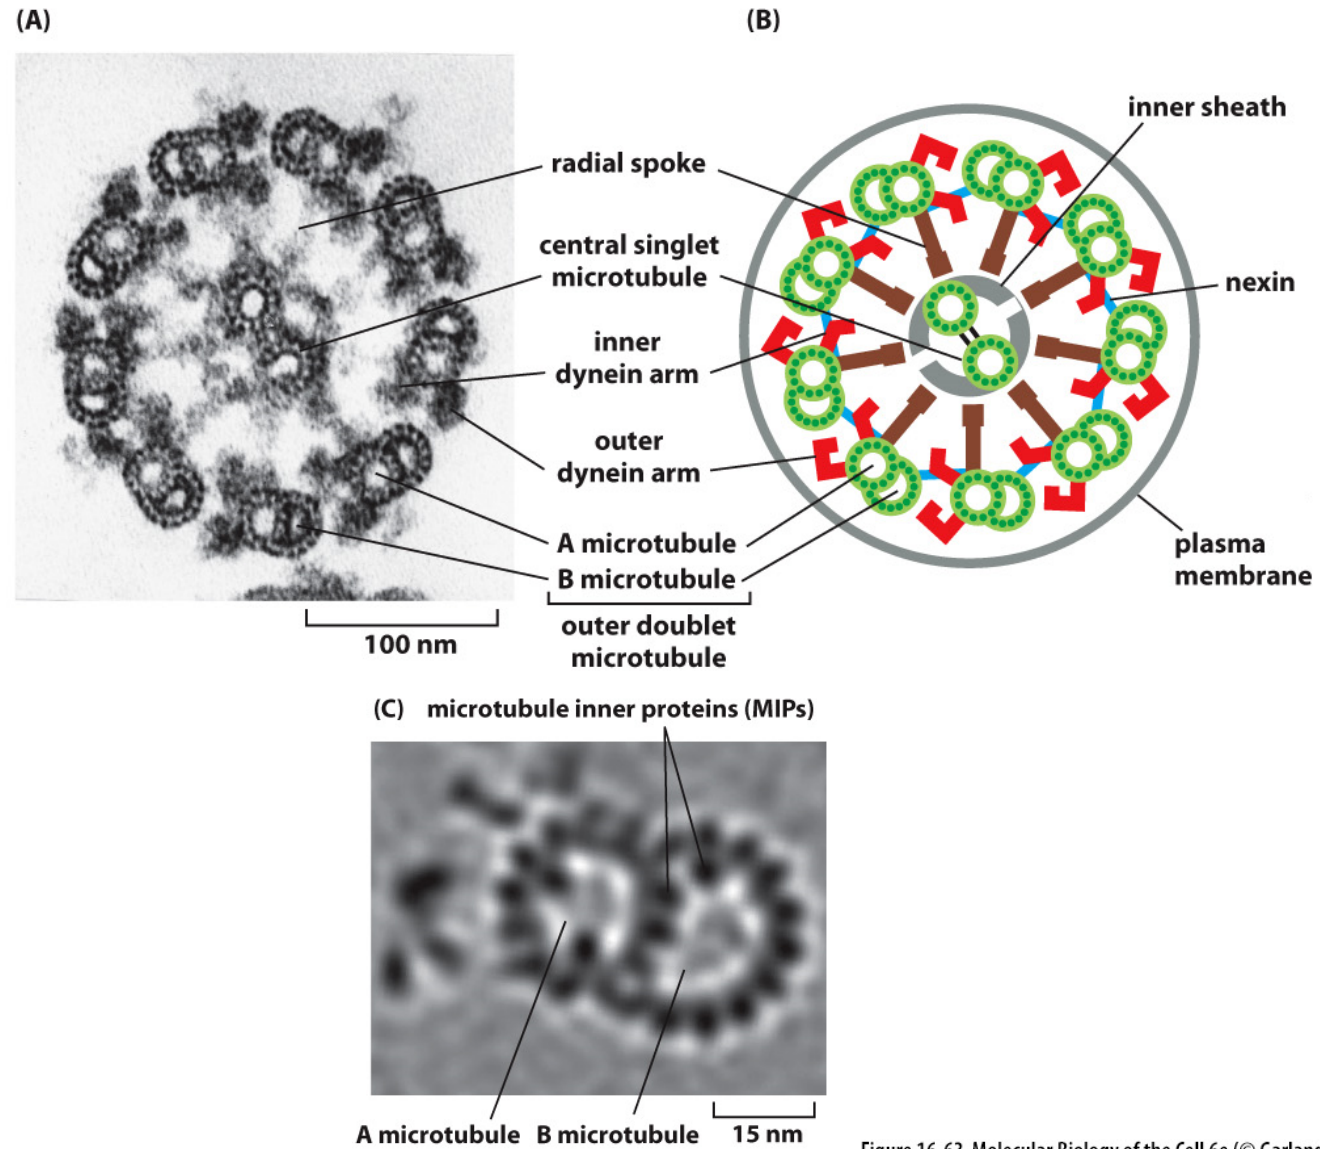 (A)
(B)
inner sheath
radial spoke
central singlet
microtubule
nexin
inner
dynein arm
outer
dynein arm
A microtubule
B microtubule
plasma
membrane
100 nm
outer doublet
microtubule
(C) microtubule inner proteins (MIPs)
A microtubule B microtubule 15 nm